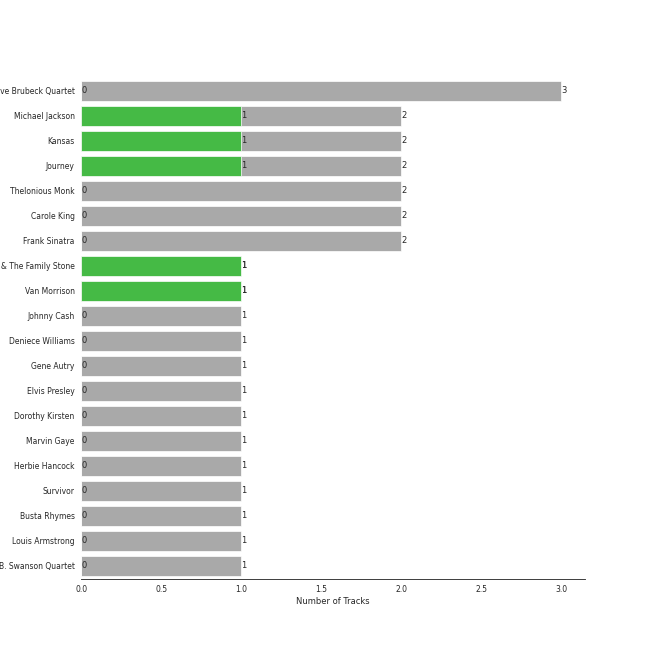 ve Brubeck Quartet 0 3
Michael Jackson 1 2
Kansas 1 2
Journey 1 2
Thelonious Monk 0 2
Carole King 0 2
Frank Sinatra 0 2
& The Family Stone 1
Van Morrison 1
Johnny Cash 0 1
Deniece Williams 0 1
Gene Autry 0 1
Elvis Presley 0 1
Dorothy Kirsten 0 1
Marvin Gaye 0 1
Herbie Hancock 0 1
Survivor 0 1
Busta Rhymes 0 1
Louis Armstrong 0 1
B. Swanson Quartet 0 1
0.0 0.5 1.0 1.5 2.0 2.5 3.0
Number of Tracks